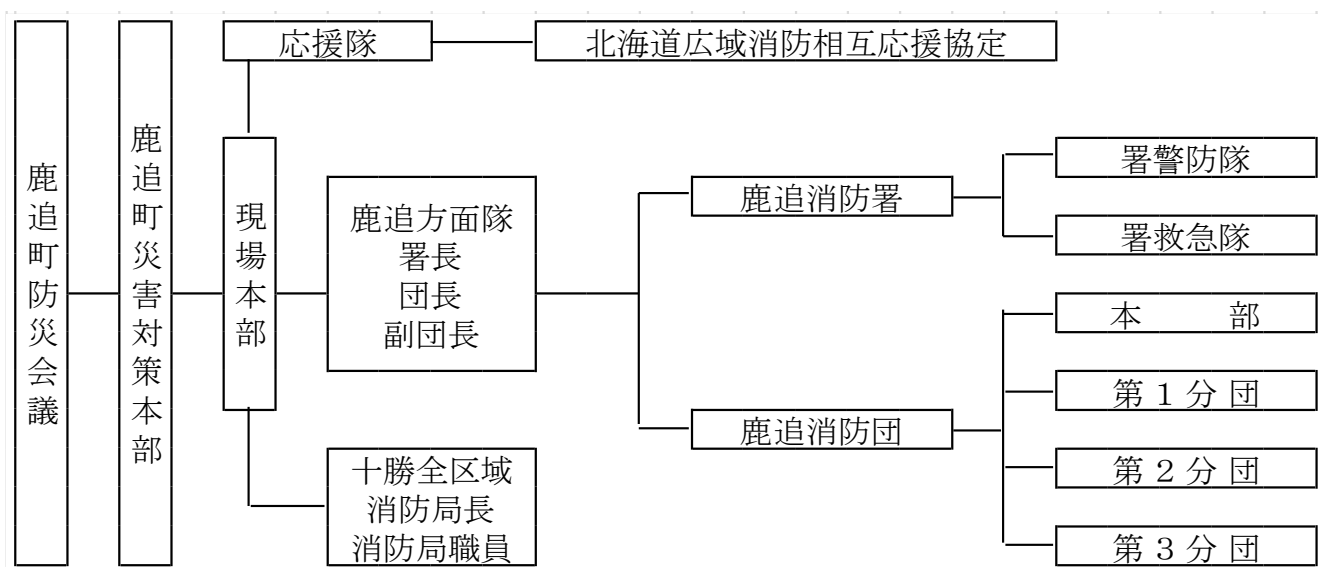 鹿追町防災会議
鹿追町災害対策本部
応援隊
北海道広域消防相互応援協定
現場本部
鹿追方面隊
署長
団長
副団長
十勝全区域
消防局長
消防局職員
鹿追消防署
署警防隊
署救急隊
鹿追消防団
本　　部
第１分団
第２分団
第３分団